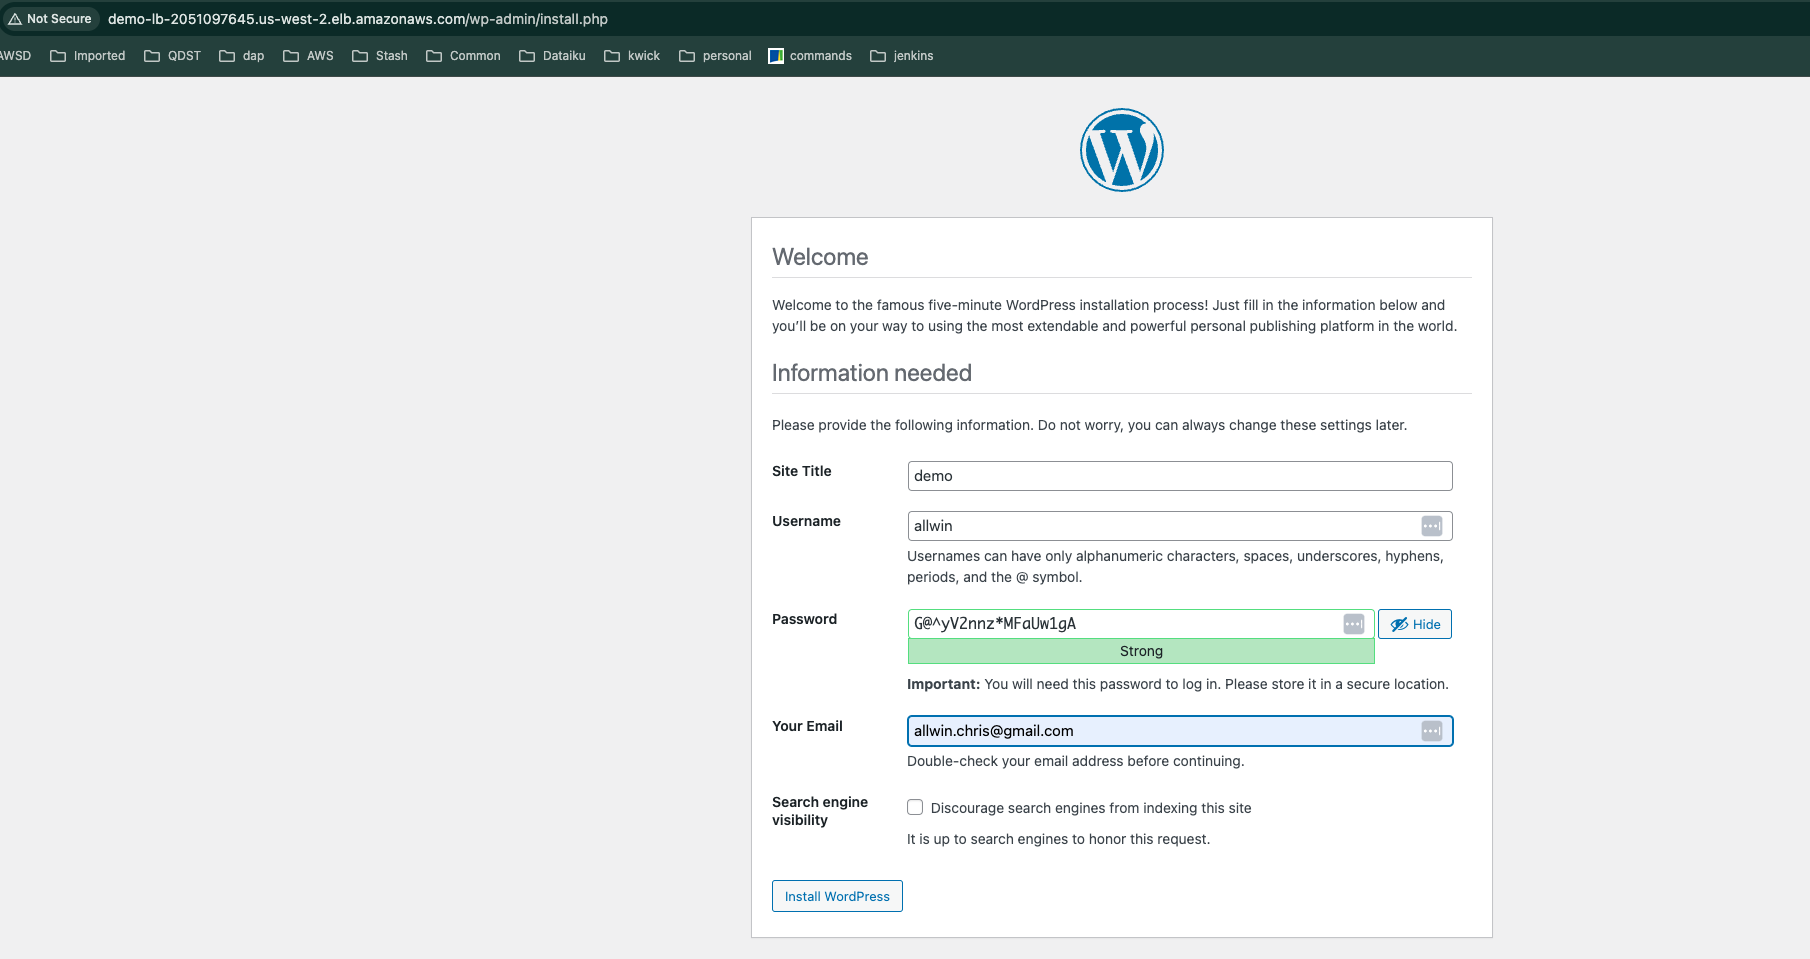 Not Secure demo-lb-2051097645.us-west-2.elb.amazonaws.com/wp-admin/install.php
AWSD Imported QDST dap AWS Stash Common Dataiku kwick personal commands jenkins
Welcome
Welcome to the famous five-minute WordPress installation process! Just fill in the information below and
you’ll be on your way to using the most extendable and powerful personal publishing platform in the world.
Information needed
Please provide the following information. Do not worry, you can always change these settings later.
Site Title demo
Username allwin
Usernames can have only alphanumeric characters, spaces, underscores, hyphens,
periods, and the @ symbol.
Password G@^yV2nnz*MFaUw1gA Hide
Strong
Important: You will need this password to log in. Please store it in a secure location.
Your Email allwin.chris@gmail.com
Double-check your email address before continuing.
Search engine
visibility
Discourage search engines from indexing this site
It is up to search engines to honor this request.
Install WordPress